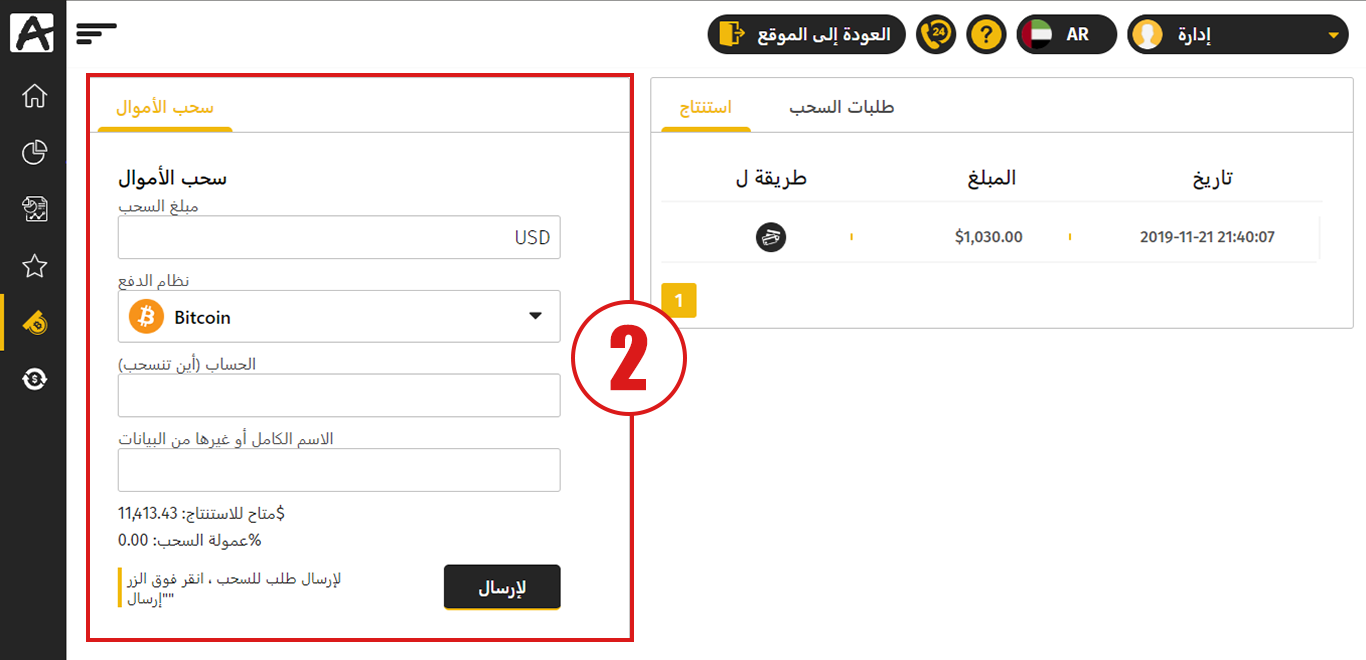 العودة إلى الموقع
24
?
AR
إدارة
سحب الأموال
سحب الأموال
مبلغ السحب
USD
نظام الدفع
Bitcoin
الحساب (أين تنسحب)
الاسم الكامل أو غيرها من البيانات
$متاح للاستنتاج: 11,413.43
%عمولة السحب: 0.00
لإرسال طلب للسحب ، انقر فوق الزر
""إرسال
لإرسال
2
استنتاج
طلبات السحب
طريقة ل
المبلغ
تاريخ
$1,030.00
2019-11-21 21:40:07
1